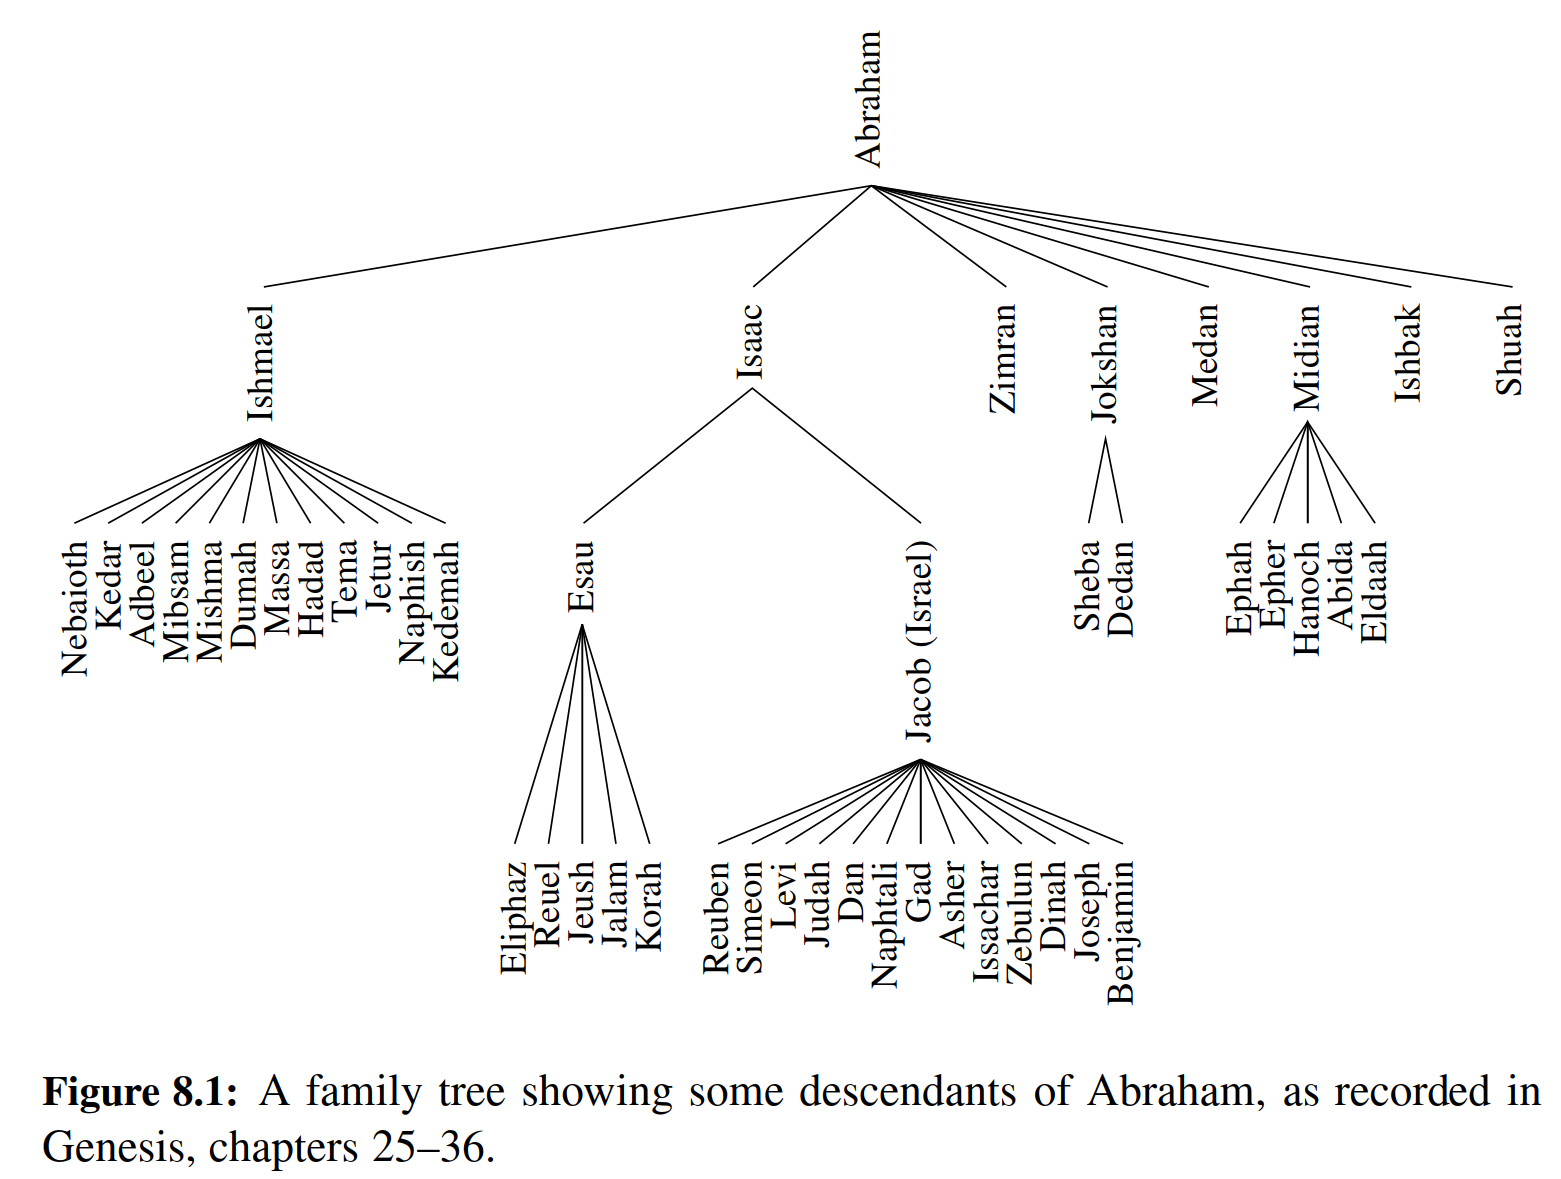 Abraham
Ishmael
Isaac
Zimran
Jokshan
Medan
Midian
Ishbak
Shuah
Nebaioth
Kedar
Adbeel
Mibsam
Mishma
Dumah
Massa
Hadad
Tema
Jetur
Naphish
Kedemah
Esau
Jacob (Israel)
Sheba
Dedan
Ephah
Epher
Hanoch
Abida
Eldaah
Eliphaz
Reuel
Jeush
Jalam
Korah
Reuben
Simeon
Levi
Judah
Dan
Naphtali
Gad
Asher
Issachar
Zebulun
Dinah
Joseph
Benjamin
Figure 8.1: A family tree showing some descendants of Abraham, as recorded in
Genesis, chapters 25–36.